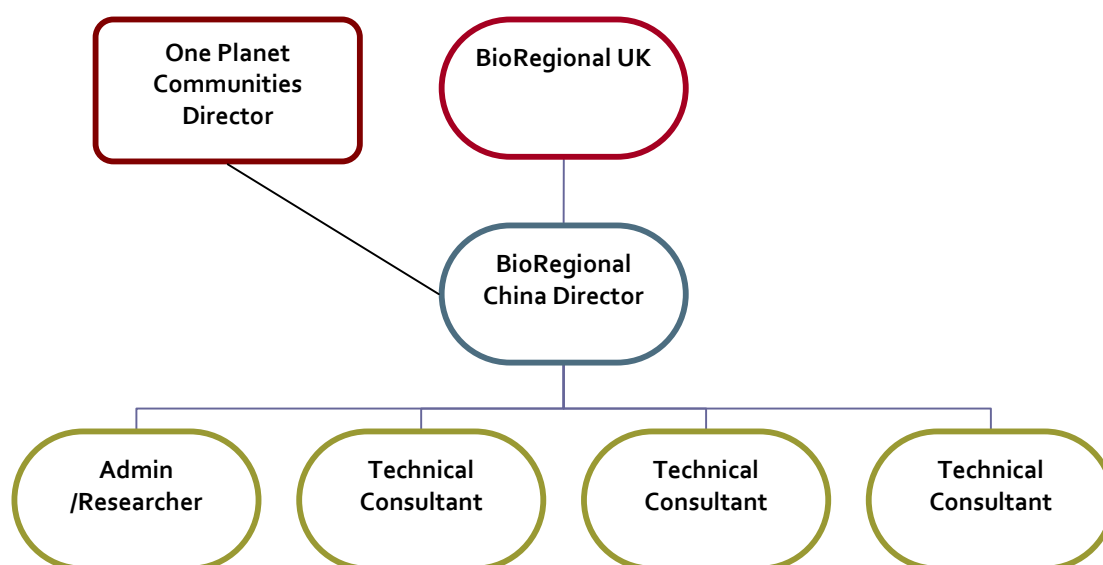 One Planet
Communities
Director
BioRegional UK
BioRegional
China Director
Admin
/Researcher
Technical
Consultant
Technical
Consultant
Technical
Consultant